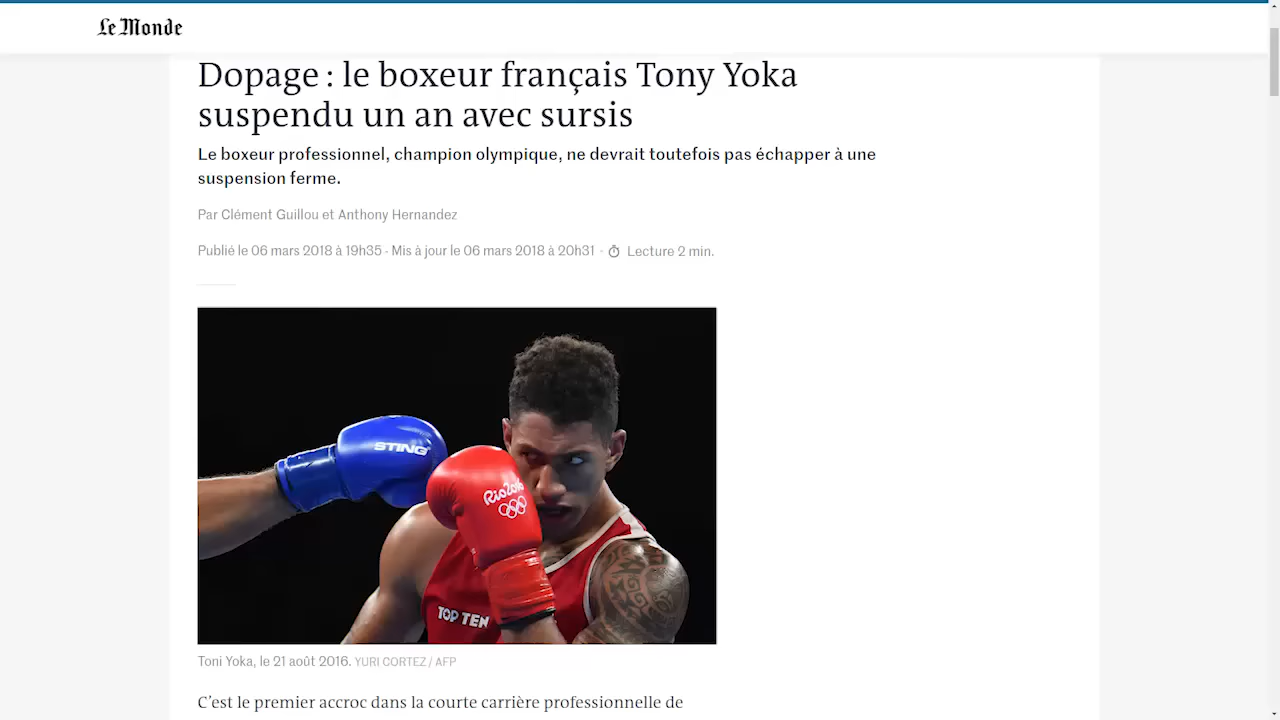 Le Monde
Dopage : le boxeur français Tony Yoka
suspendu un an avec sursis
Le boxeur professionnel, champion olympique, ne devrait toutefois pas échapper à une
suspension ferme.
Par Clément Guillou et Anthony Hernandez
Publié le 06 mars 2018 à 19h35 - Mis à jour le 06 mars 2018 à 20h31 · Lecture 2 min.
STING
Rio2016
TOP TEN
Toni Yoka, le 21 août 2016. YURI CORTEZ / AFP
C’est le premier accroc dans la courte carrière professionnelle de